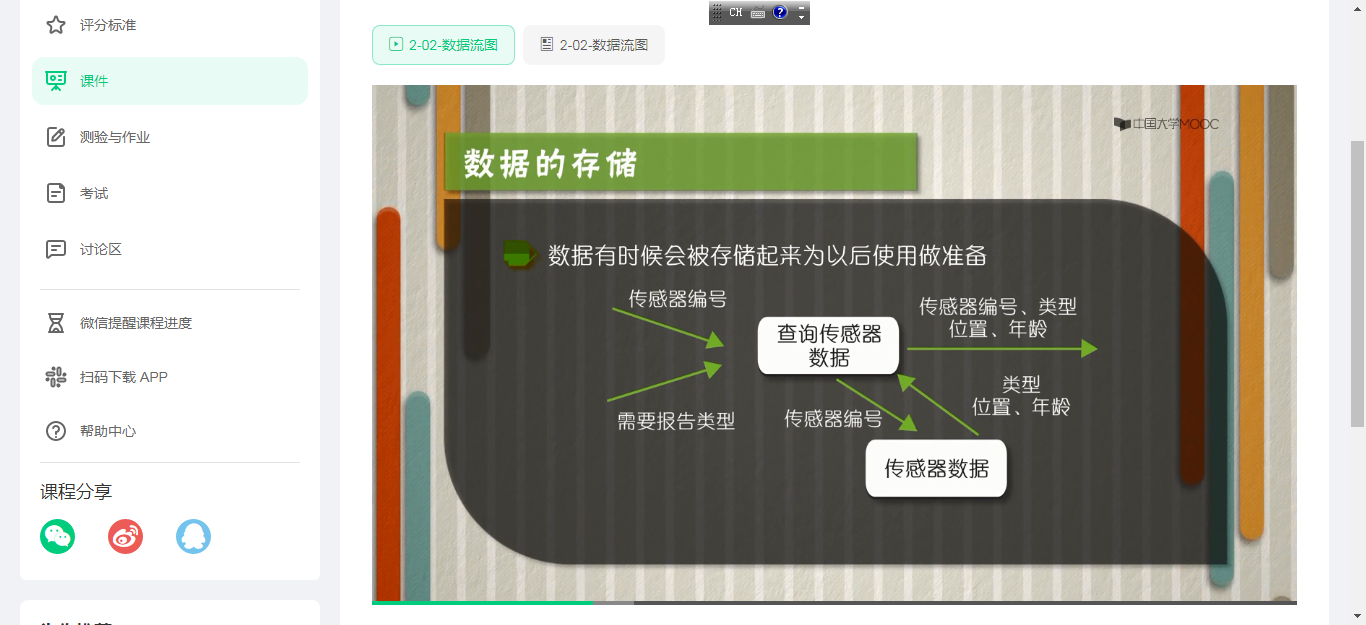 评分标准
课件
测验与作业
考试
讨论区
微信提醒课程进度
扫码下载 APP
帮助中心
课程分享
CH
2-02-数据流图
2-02-数据流图
中国大学MOOC
数据的存储
数据有时候会被存储起来为以后使用做准备
传感器编号
需要报告类型
查询传感器
数据
传感器编号、类型
位置、年龄
类型
位置、年龄
传感器编号
传感器数据